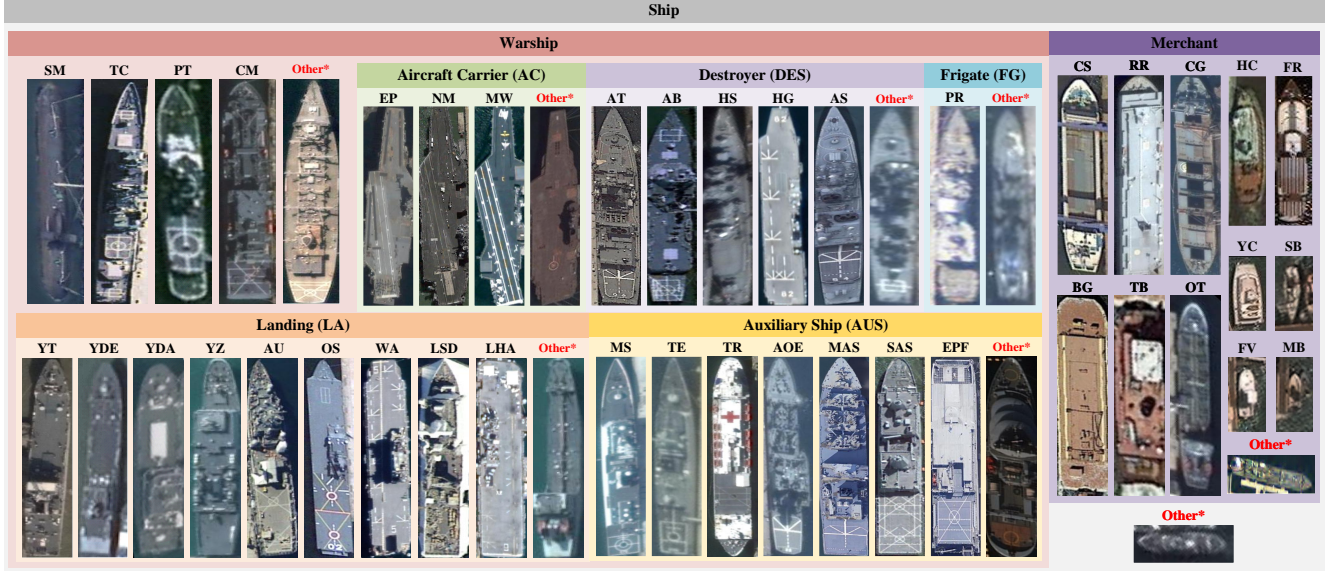 Ship
Warship
Merchant
SM TC PT CM Other*
Aircraft Carrier (AC)
Destroyer (DES)
Frigate (FG)
EP NM MW Other*
AT AB HS HG AS Other*
PR Other*
CS RR CG HC FR
YC SB
BG TB OT
FV MB
Other*
Other*
Landing (LA)
Auxiliary Ship (AUS)
YT YDE YDA YZ AU OS WA LSD LHA Other*
MS TE TR AOE MAS SAS EPF Other*